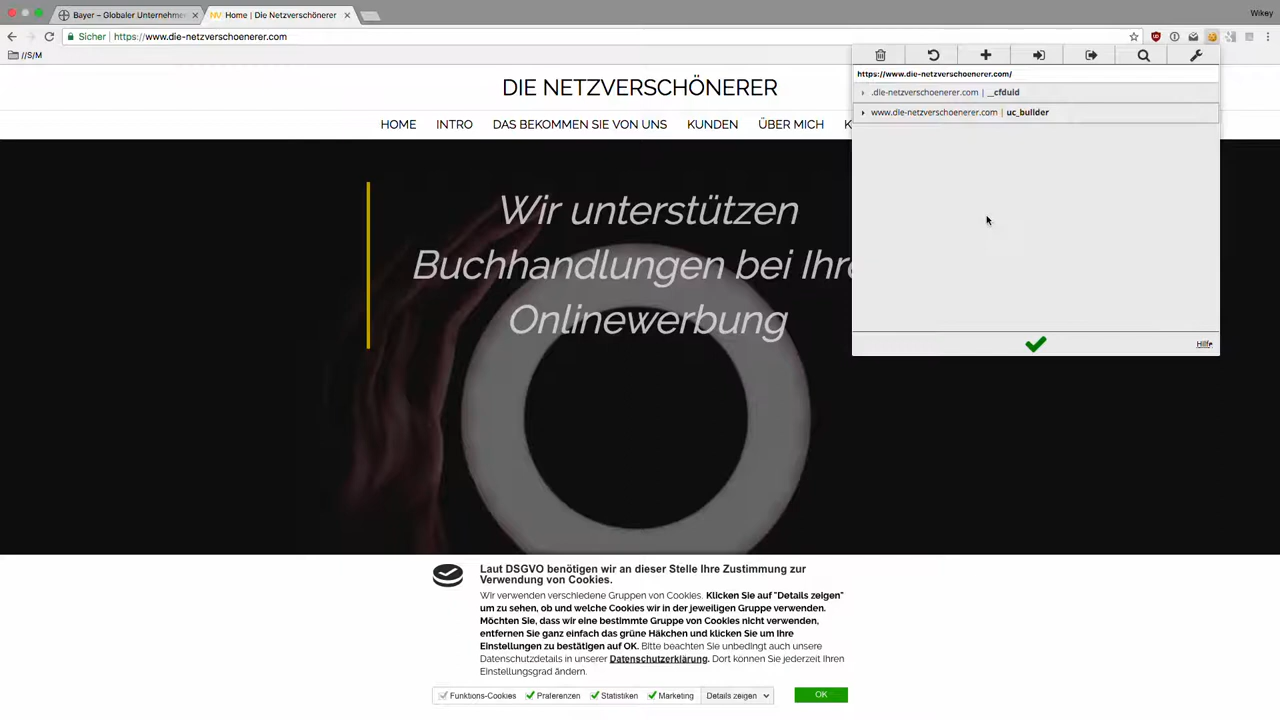 Bayer – Globaler Unternehme
NV Home | Die Netzverschönerer
Wikey
Sicher | https://www.die-netzverschoenerer.com
//S/M
https://www.die-netzverschoenerer.com/
.die-netzverschoenerer.com | __cfduid
www.die-netzverschoenerer.com | uc_builder
Hilfe
DIE NETZVERSCHÖNERER
HOME INTRO DAS BEKOMMEN SIE VON UNS KUNDEN ÜBER MICH K
Wir unterstützen
Buchhandlungen bei Ihre
Onlinewerbung
Laut DSGVO benötigen wir an dieser Stelle Ihre Zustimmung zur
Verwendung von Cookies.
Wir verwenden verschiedene Gruppen von Cookies. Klicken Sie auf "Details zeigen"
um zu sehen, ob und welche Cookies wir in der jeweiligen Gruppe verwenden.
Möchten Sie, dass wir eine bestimmte Gruppe von Cookies nicht verwenden,
entfernen Sie ganz einfach das grüne Häkchen und klicken Sie um Ihre
Einstellungen zu bestätigen auf OK. Bitte beachten Sie unbedingt auch unsere
Datenschutzdetails in unserer Datenschutzerklärung. Dort können Sie jederzeit Ihren
Einstellungsgrad ändern.
Funktions-Cookies Präferenzen Statistiken Marketing Details zeigen OK